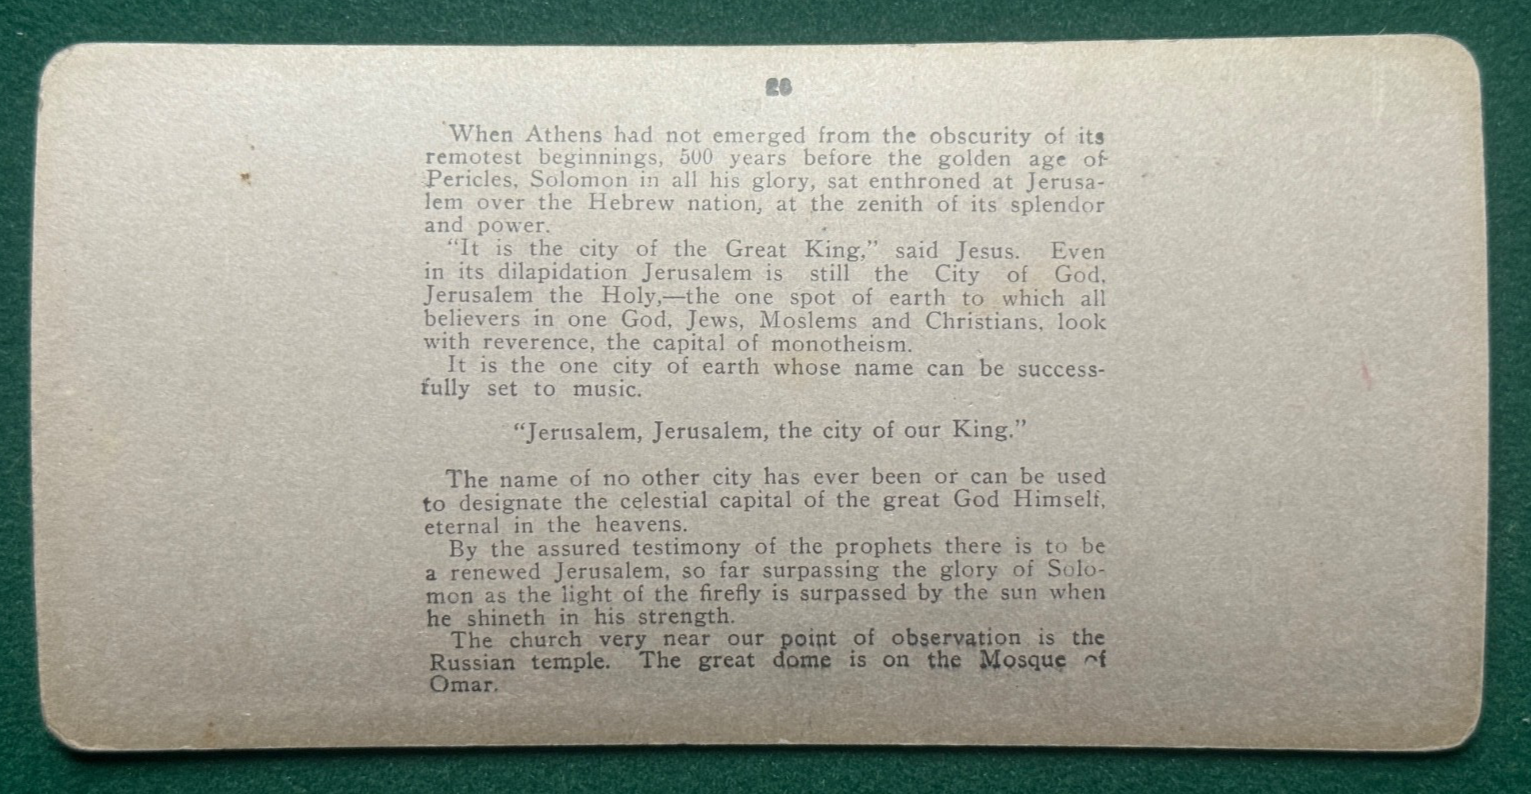 28
When Athens had not emerged from the obscurity of its
remotest beginnings, 500 years before the golden age of
Pericles, Solomon in all his glory, sat enthroned at Jerusa-
lem over the Hebrew nation, at the zenith of its splendor
and power.
“It is the city of the Great King,” said Jesus. Even
in its dilapidation Jerusalem is still the City of God,
Jerusalem the Holy,—the one spot of earth to which all
believers in one God, Jews, Moslems and Christians, look
with reverence, the capital of monotheism.
It is the one city of earth whose name can be success-
fully set to music.
“Jerusalem, Jerusalem, the city of our King.”
The name of no other city has ever been or can be used
to designate the celestial capital of the great God Himself,
eternal in the heavens.
By the assured testimony of the prophets there is to be
a renewed Jerusalem, so far surpassing the glory of Solo-
mon as the light of the firefly is surpassed by the sun when
he shineth in his strength.
The church very near our point of observation is the
Russian temple. The great dome is on the Mosque of
Omar.